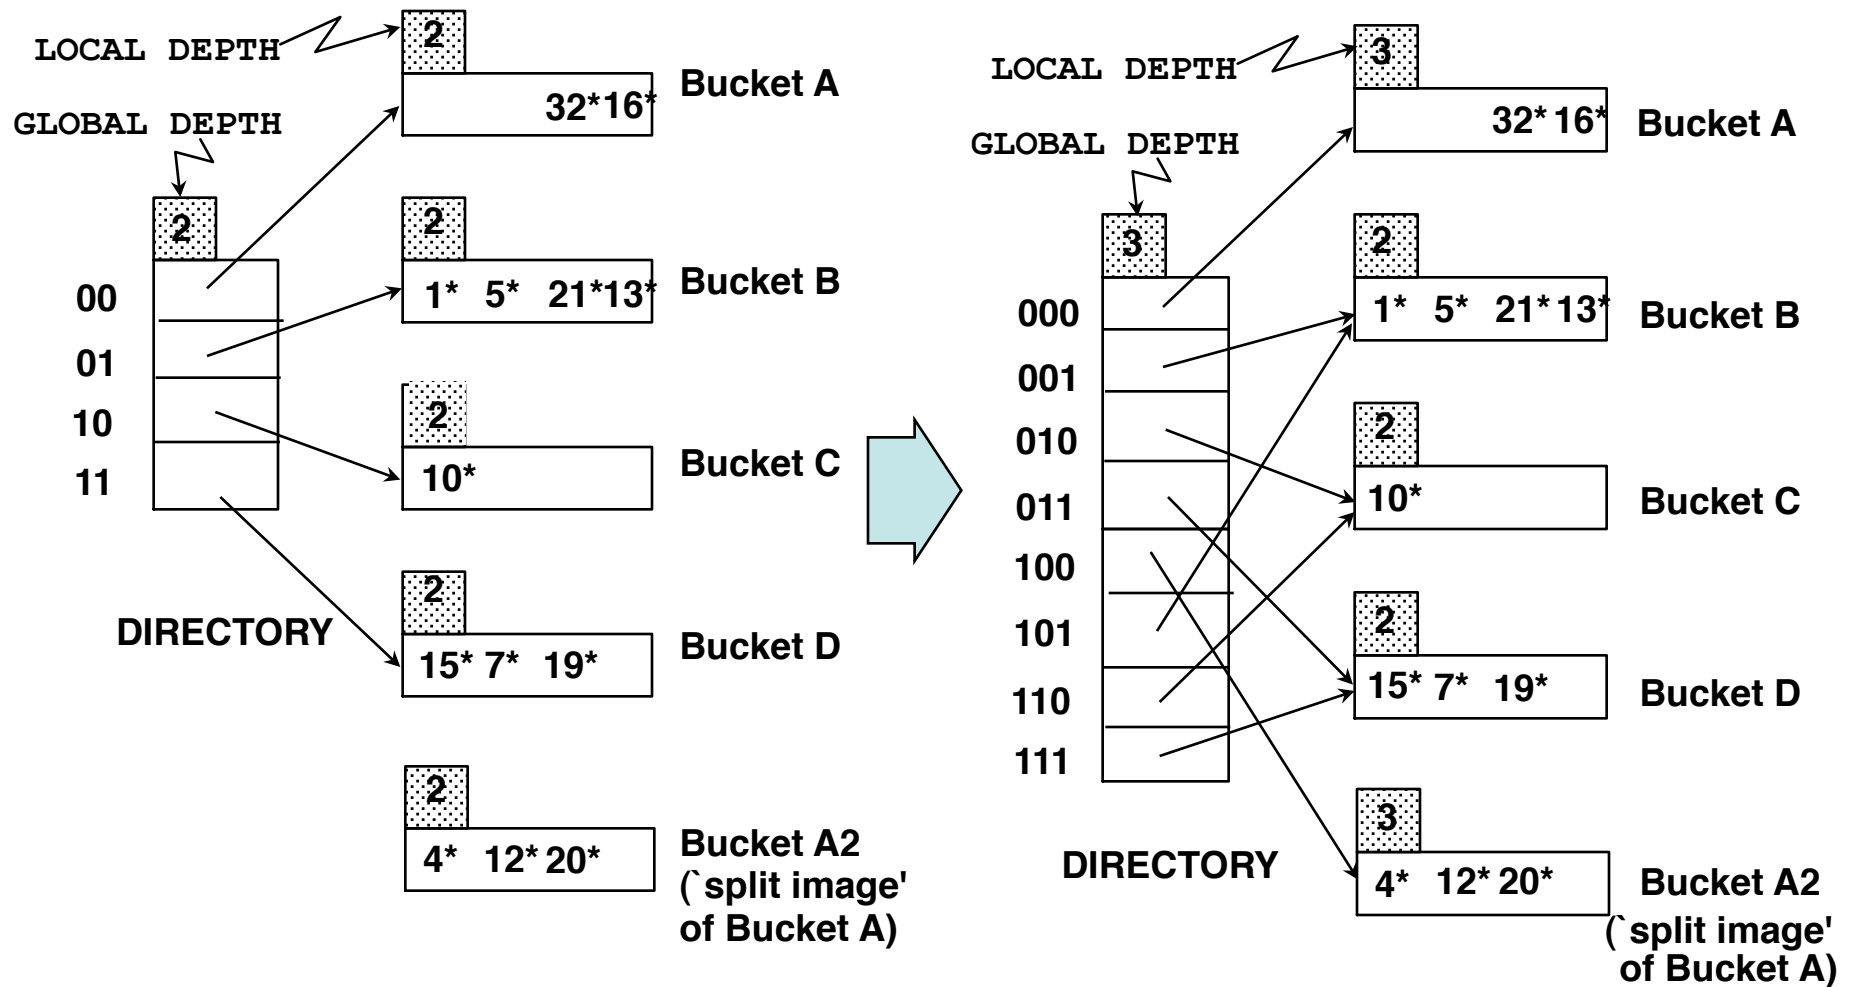 LOCAL DEPTH
2
32* 16*
Bucket A
GLOBAL DEPTH
2
00
01
10
11
DIRECTORY
2
1* 5* 21* 13*
Bucket B
2
10*
Bucket C
2
15* 7* 19*
Bucket D
2
4* 12* 20*
Bucket A2
(`split image'
of Bucket A)
LOCAL DEPTH
3
32* 16*
Bucket A
GLOBAL DEPTH
3
000
001
010
011
100
101
110
111
DIRECTORY
2
1* 5* 21* 13*
Bucket B
2
10*
Bucket C
2
15* 7* 19*
Bucket D
3
4* 12* 20*
Bucket A2
(`split image'
of Bucket A)